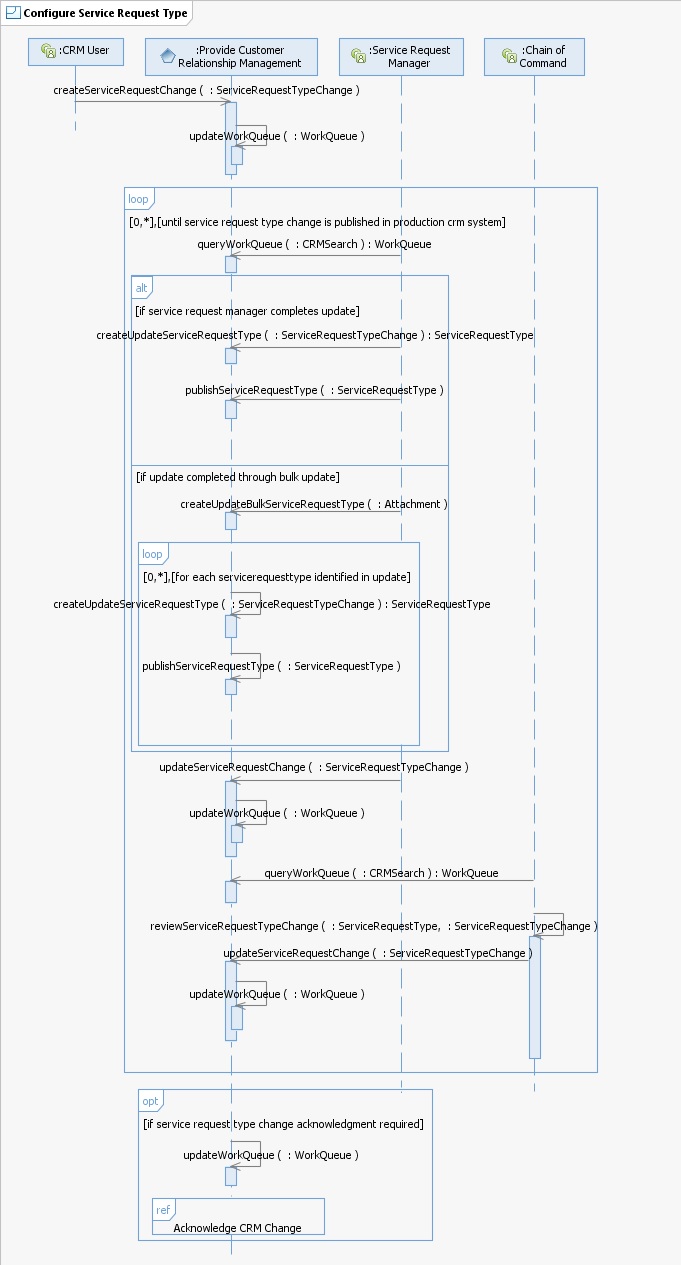 Configure Service Request Type
:CRM User
:Provide Customer
Relationship Management
:Service Request
Manager
:Chain of
Command
createServiceRequestChange ( : ServiceRequestTypeChange )
updateWorkQueue ( : WorkQueue )
loop
[0,*],[until service request type change is published in production crm system]
queryWorkQueue ( : CRMSearch ) : WorkQueue
alt
[if service request manager completes update]
createUpdateServiceRequestType ( : ServiceRequestTypeChange ) : ServiceRequestType
publishServiceRequestType ( : ServiceRequestType )
[if update completed through bulk update]
createUpdateBulkServiceRequestType ( : Attachment )
loop
[0,*],[for each servicerequesttype identified in update]
createUpdateServiceRequestType ( : ServiceRequestTypeChange ) : ServiceRequestType
publishServiceRequestType ( : ServiceRequestType )
updateServiceRequestChange ( : ServiceRequestTypeChange )
updateWorkQueue ( : WorkQueue )
queryWorkQueue ( : CRMSearch ) : WorkQueue
reviewServiceRequestTypeChange ( : ServiceRequestType, : ServiceRequestTypeChange )
updateServiceRequestChange ( : ServiceRequestTypeChange )
updateWorkQueue ( : WorkQueue )
opt
[if service request type change acknowledgment required]
updateWorkQueue ( : WorkQueue )
ref
Acknowledge CRM Change